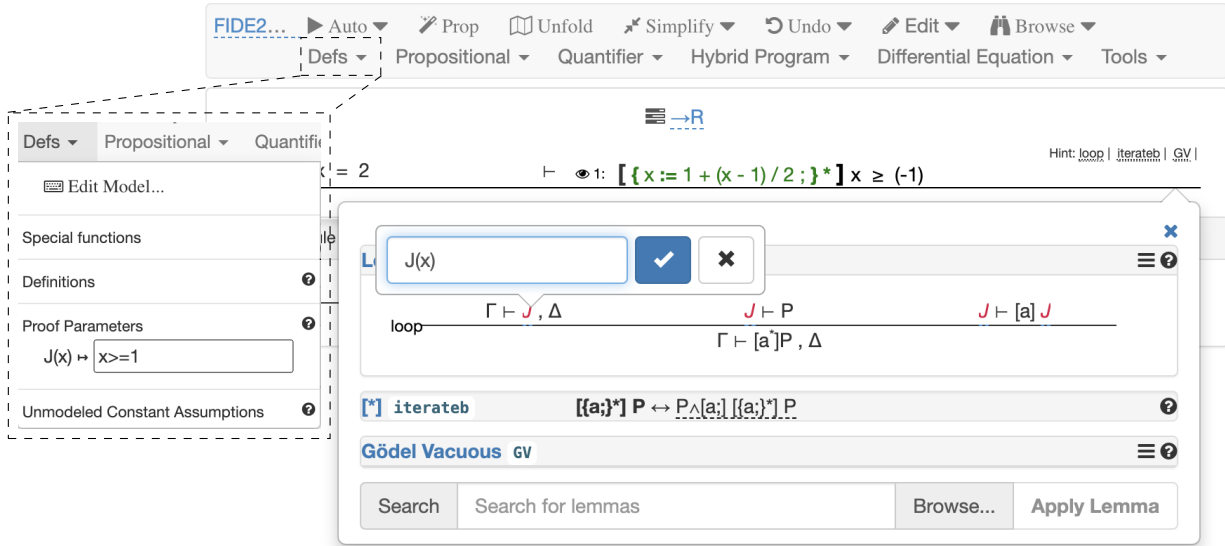 FIDE2... Auto Prop Unfold Simplify Undo Edit Browse
Defs Propositional Quantifier Hybrid Program Differential Equation Tools
→R
Defs Propositional Quantifi
Hint: loop | iterateb | GV |
= 2 ⊢ 1: [ { x := 1 + (x - 1) / 2 ; } * ] x ≥ (-1)
Edit Model...
Special functions
Definitions
Proof Parameters
J(x) ↦ x>=1
Unmodeled Constant Assumptions
J(x)
Γ ⊢ J , Δ J ⊢ P J ⊢ [a] J
loop
Γ ⊢ [a*]P , Δ
[*] iterateb [{a;}*] P ↔ P∧[a;] [{a;}*] P
Gödel Vacuous GV
Search Search for lemmas Browse... Apply Lemma